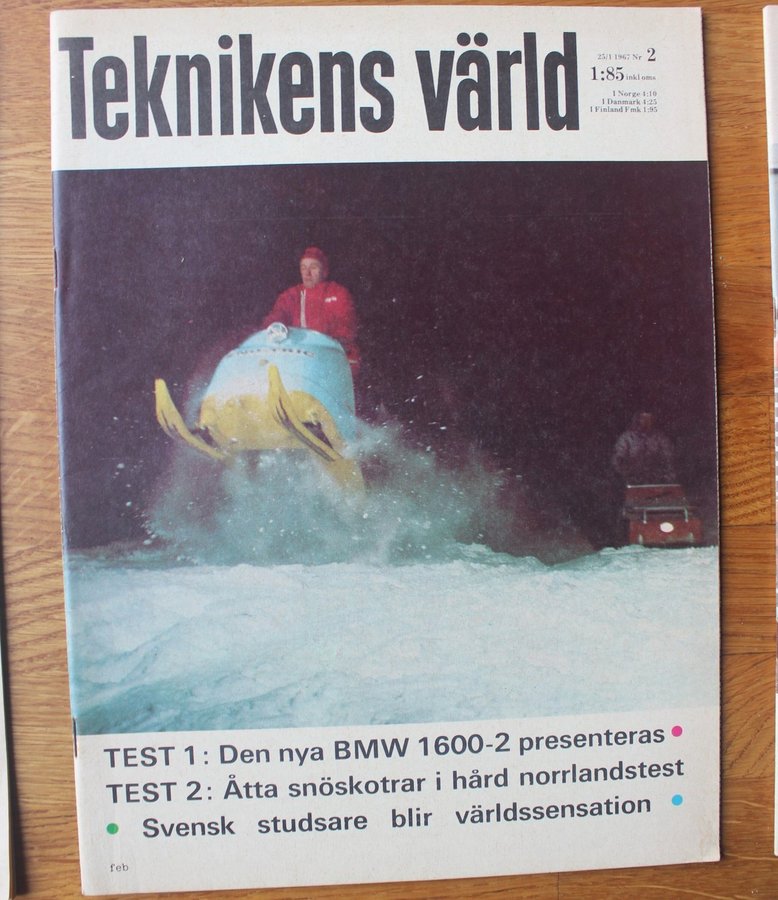 Teknikens värld
25/1 1967 Nr 2
1:85 inkl oms
I Norge 4:10
I Danmark 4:25
I Finland Fmk 1:95
TEST 1: Den nya BMW 1600-2 presenteras
TEST 2: Åtta snöskotrar i hård norrlandstest
Svensk studsare blir världssensation
feb